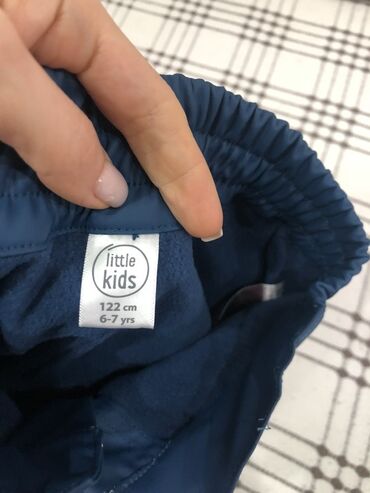 little
kids
122 cm
6-7 yrs